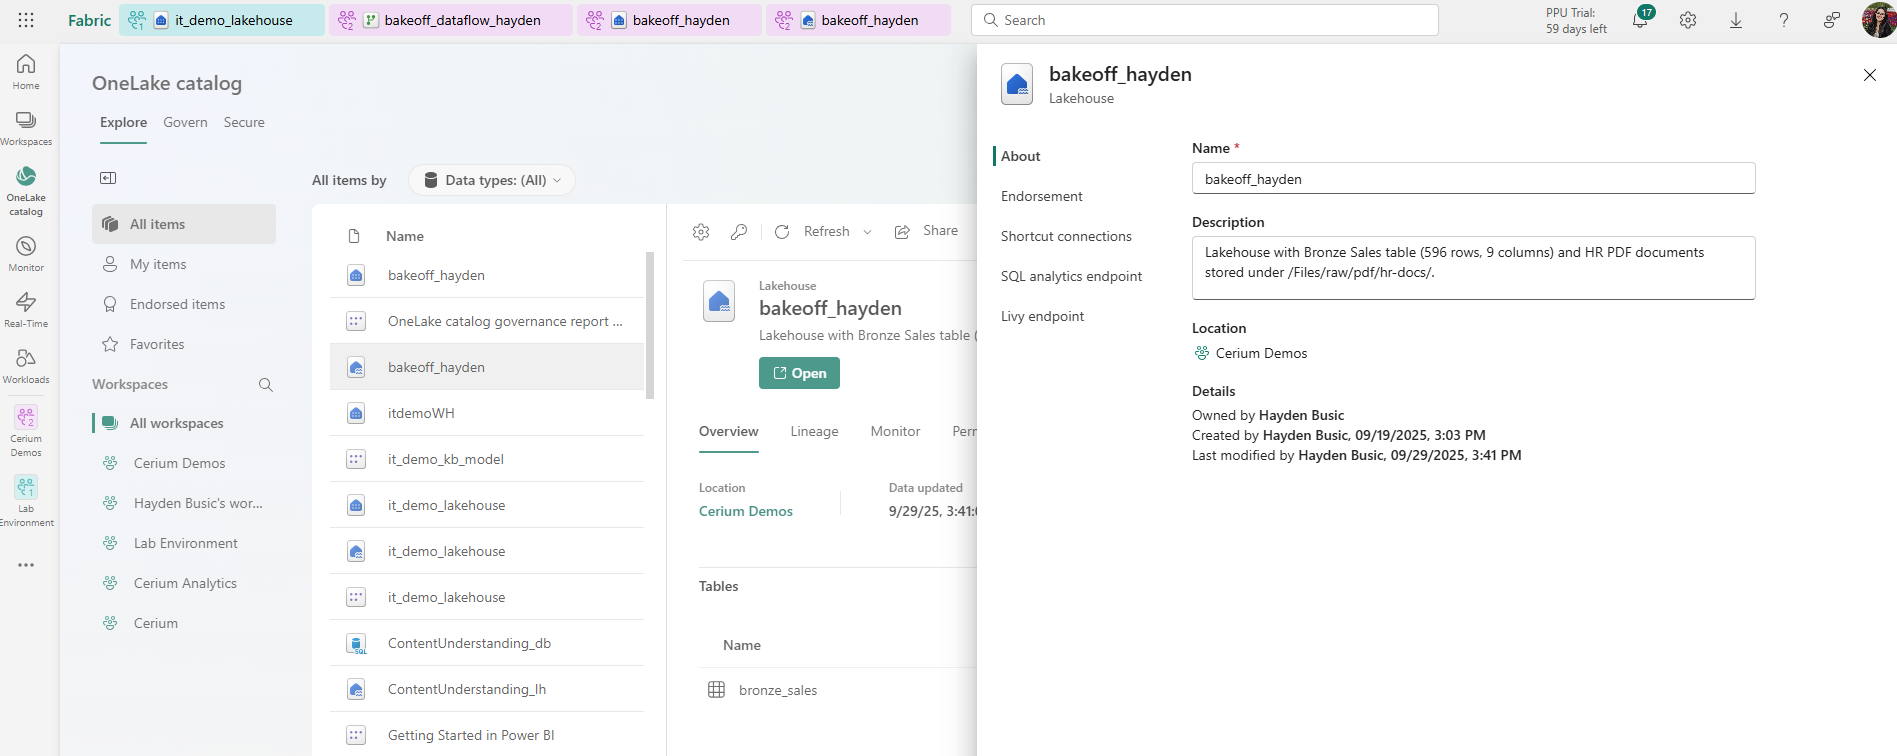 Fabric
it_demo_lakehouse
bakeoff_dataflow_hayden
bakeoff_hayden
bakeoff_hayden
Search
PPU Trial:
59 days left
17
1
2
2
2
Home
Workspaces
OneLake
catalog
Monitor
Real-Time
Workloads
2
Cerium
Demos
1
Lab
Environment
OneLake catalog
Explore
Govern
Secure
All items
My items
Endorsed items
Favorites
Workspaces
All workspaces
Cerium Demos
Hayden Busic's wor...
Lab Environment
Cerium Analytics
Cerium
All items by
Data types: (All)
Name
bakeoff_hayden
OneLake catalog governance report ...
bakeoff_hayden
itdemoWH
it_demo_kb_model
it_demo_lakehouse
it_demo_lakehouse
it_demo_lakehouse
SQL
ContentUnderstanding_db
ContentUnderstanding_lh
Getting Started in Power BI
Refresh
Share
Lakehouse
bakeoff_hayden
Lakehouse with Bronze Sales table (
Open
Overview
Lineage
Monitor
Perr
Location
Cerium Demos
Data updated
9/29/25, 3:41:
Tables
Name
bronze_sales
bakeoff_hayden
Lakehouse
About
Endorsement
Shortcut connections
SQL analytics endpoint
Livy endpoint
Name *
bakeoff_hayden
Description
Lakehouse with Bronze Sales table (596 rows, 9 columns) and HR PDF documents
stored under /Files/raw/pdf/hr-docs/.
Location
Cerium Demos
Details
Owned by Hayden Busic
Created by Hayden Busic, 09/19/2025, 3:03 PM
Last modified by Hayden Busic, 09/29/2025, 3:41 PM